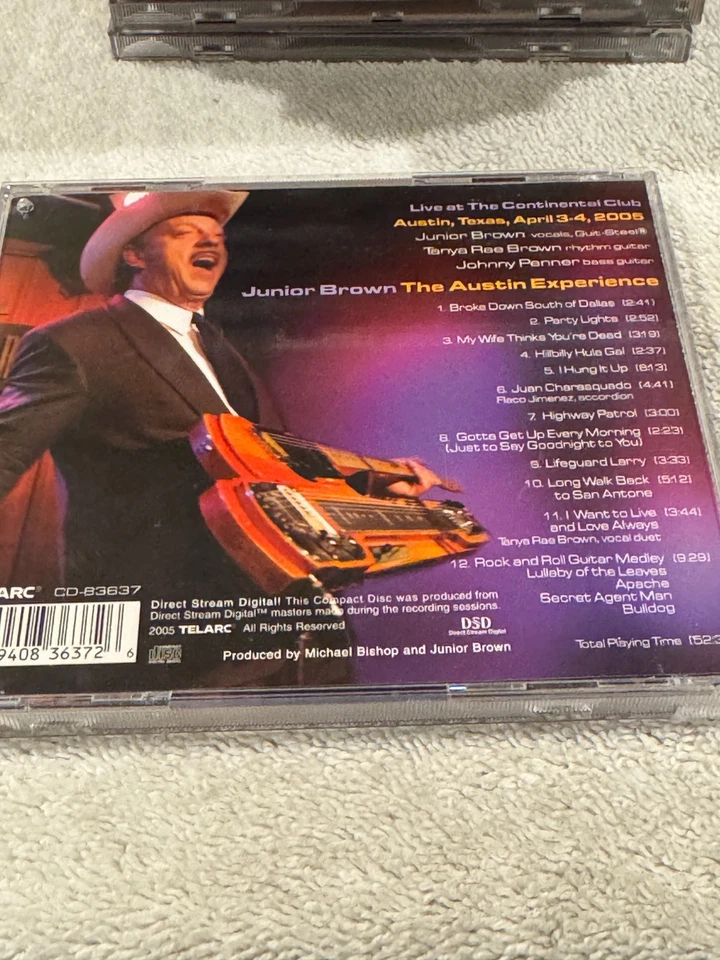 Live at The Continental Club
Austin, Texas, April 3-4, 2005
Junior Brown vocals, Guit-Steel®
Tanya Rae Brown rhythm guitar
Johnny Penner bass guitar
Junior Brown The Austin Experience
1. Broke Down South of Dallas (2:41)
2. Party Lights (2:52)
3. My Wife Thinks You're Dead (3:19)
4. Hillbilly Hula Gal (2:37)
5. I Hung It Up (8:13)
6. Juan Charasquado (4:41)
Flaco Jimenez, accordion
7. Highway Patrol (3:00)
8. Gotta Get Up Every Morning (2:23)
(Just to Say Goodnight to You)
9. Lifeguard Larry (3:33)
10. Long Walk Back (5:12)
to San Antone
11. I Want to Live (3:44)
and Love Always
Tanya Rae Brown, vocal duet
12. Rock and Roll Guitar Medley (9:29)
Lullaby of the Leaves
Apache
Secret Agent Man
Bulldog
Total Playing Time (52:3
ARC® CD-83637
9408 36372 6
Direct Stream Digital! This Compact Disc was produced from
Direct Stream Digital™ masters made during the recording sessions.
2005 TELARC® All Rights Reserved
DSD
Direct Stream Digital
Produced by Michael Bishop and Junior Brown